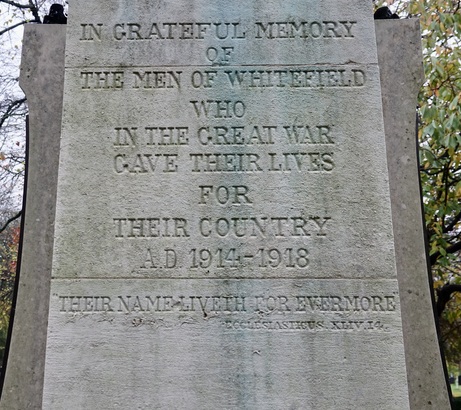 IN GRATEFUL MEMORY
OF
THE MEN OF WHITEFIELD
WHO
IN THE GREAT WAR
GAVE THEIR LIVES
FOR
THEIR COUNTRY
A.D. 1914-1918
THEIR NAME LIVETH FOR EVERMORE
ECCLESIASTICUS. XLIV. 14.